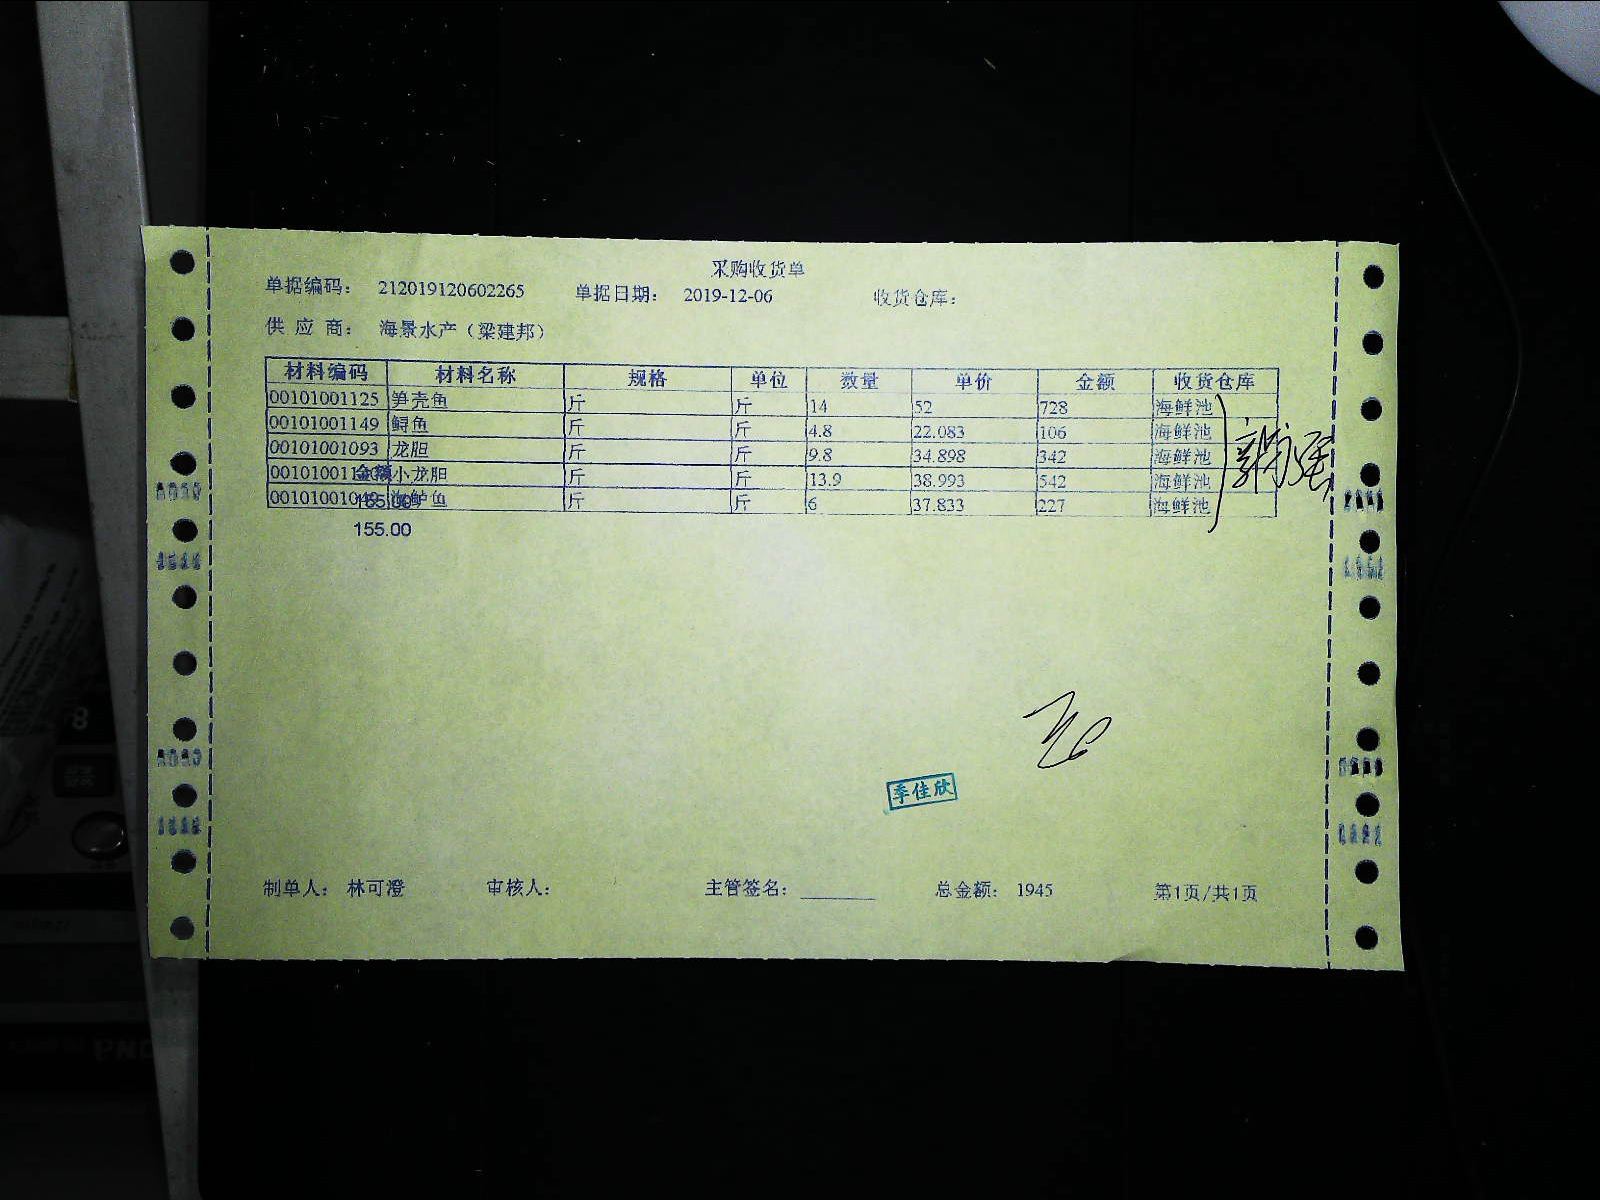 采购收货单
单据编码: 212019120602265 单据日期: 2019-12-06 收货仓库:
供 应 商: 海景水产(梁建邦)
材料编码 材料名称 规格 单位 数量 单价 金额 收货仓库
00101001125 笋壳鱼 斤 斤 14 52 728 海鲜池
00101001149 鲟鱼 斤 斤 4.8 22.083 106 海鲜池
00101001093 龙胆 斤 斤 9.8 34.898 342 海鲜池
金额 小龙胆 斤 斤 13.9 38.993 542 海鲜池
鲈鱼 斤 斤 6 37.833 227 海鲜池
155.00
季佳欣
制单人: 林可澄 审核人: 主管签名: 总金额: 1945 第1页/共1页